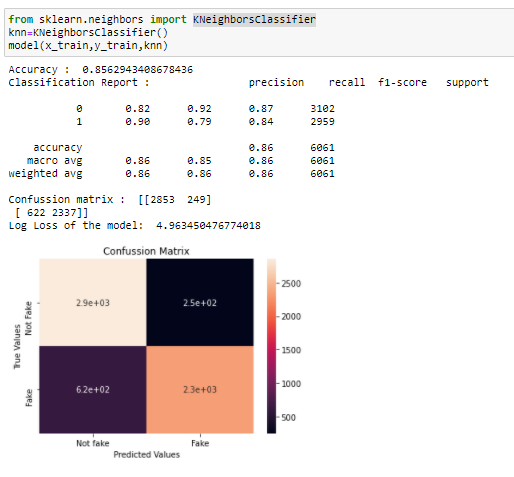 from sklearn.neighbors import KNeighborsClassifier
knn=KNeighborsClassifier()
model(x_train,y_train,knn)
Accuracy :  0.8562943408678436
Classification Report :                precision    recall  f1-score   support
0       0.82      0.92      0.87      3102
1       0.90      0.79      0.84      2959
accuracy                           0.86      6061
macro avg       0.86      0.85      0.86      6061
weighted avg       0.86      0.86      0.86      6061
Confussion matrix :  [[2853  249]
[ 622 2337]]
Log Loss of the model:  4.963450476774018
Confussion Matrix
2.9e+03
2.5e+02
6.2e+02
2.3e+03
True Values
Not Fake
Fake
Not fake
Fake
Predicted Values
2500
2000
1500
1000
500